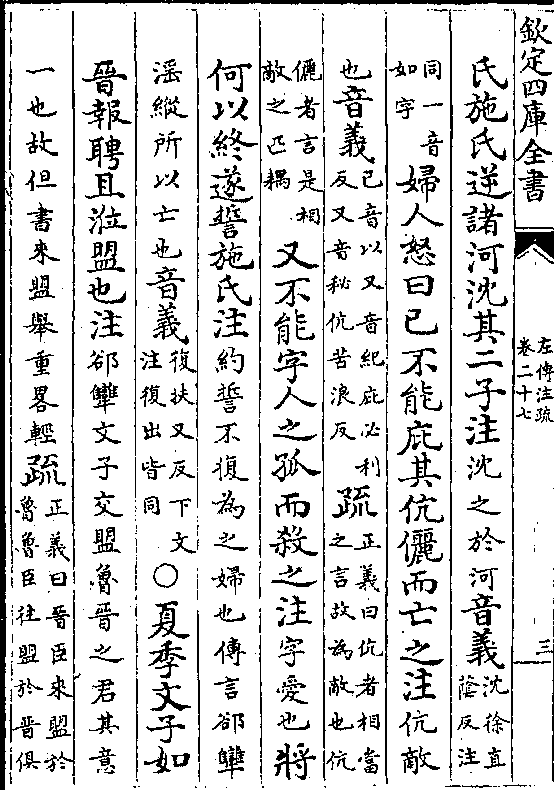 欽定四庫全書
左傳注疏
卷二十七
三
氏施氏逆諸河沈其二子注沈之於河音義沈徐直
蔭反注
同一音
如字婦人怒曰已不能庇其伉儷而亡之注伉敵
也音義已音以又音紀庇必利
反又音秘伉苦浪反疏正義曰伉者相當
之言故為敵也伉
儷者言是相
敵之匹耦又不能字人之孤而殺之注字愛也將
何以終遂誓施氏注約誓不復為之婦也傳言郤犨
淫縱所以亡也音義復扶又反下文
注復出皆同○夏季文子如
晉報聘且涖盟也注郤犨文子交盟魯晉之君其意
一也故但書來盟舉重畧輕疏正義曰晉臣來盟於
魯魯臣往盟於晉俱